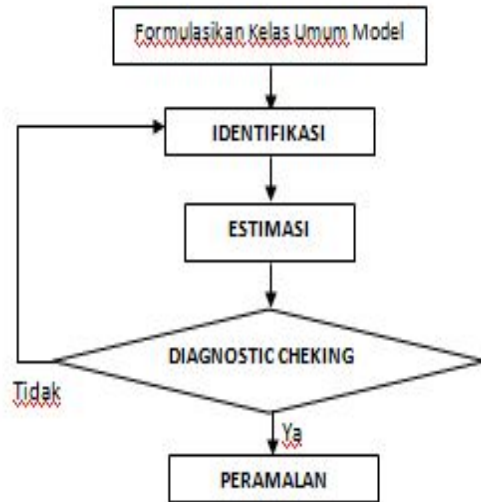 Formulasikan Kelas Umum Model
IDENTIFIKASI
ESTIMASI
DIAGNOSTIC CHEKING
Tidak
Ya
PERAMALAN